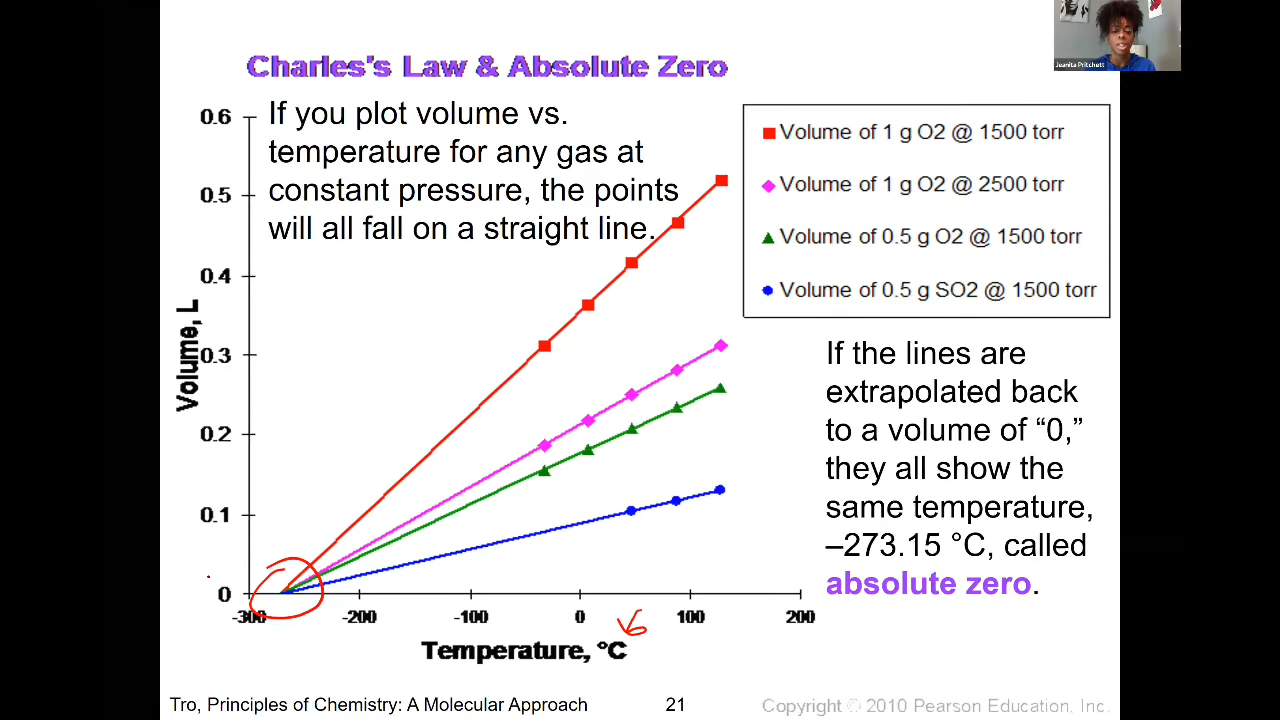 Jeanita Pritchett
Charles's Law & Absolute Zero
If you plot volume vs.
temperature for any gas at
constant pressure, the points
will all fall on a straight line.
0.6
0.5
0.4
0.3
0.2
0.1
0
Volume, L
-300
-200
-100
0
100
200
Temperature, °C
Volume of 1 g O2 @ 1500 torr
Volume of 1 g O2 @ 2500 torr
Volume of 0.5 g O2 @ 1500 torr
Volume of 0.5 g SO2 @ 1500 torr
If the lines are
extrapolated back
to a volume of “0,”
they all show the
same temperature,
–273.15 °C, called
absolute zero.
Tro, Principles of Chemistry: A Molecular Approach
21
Copyright © 2010 Pearson Education, Inc.